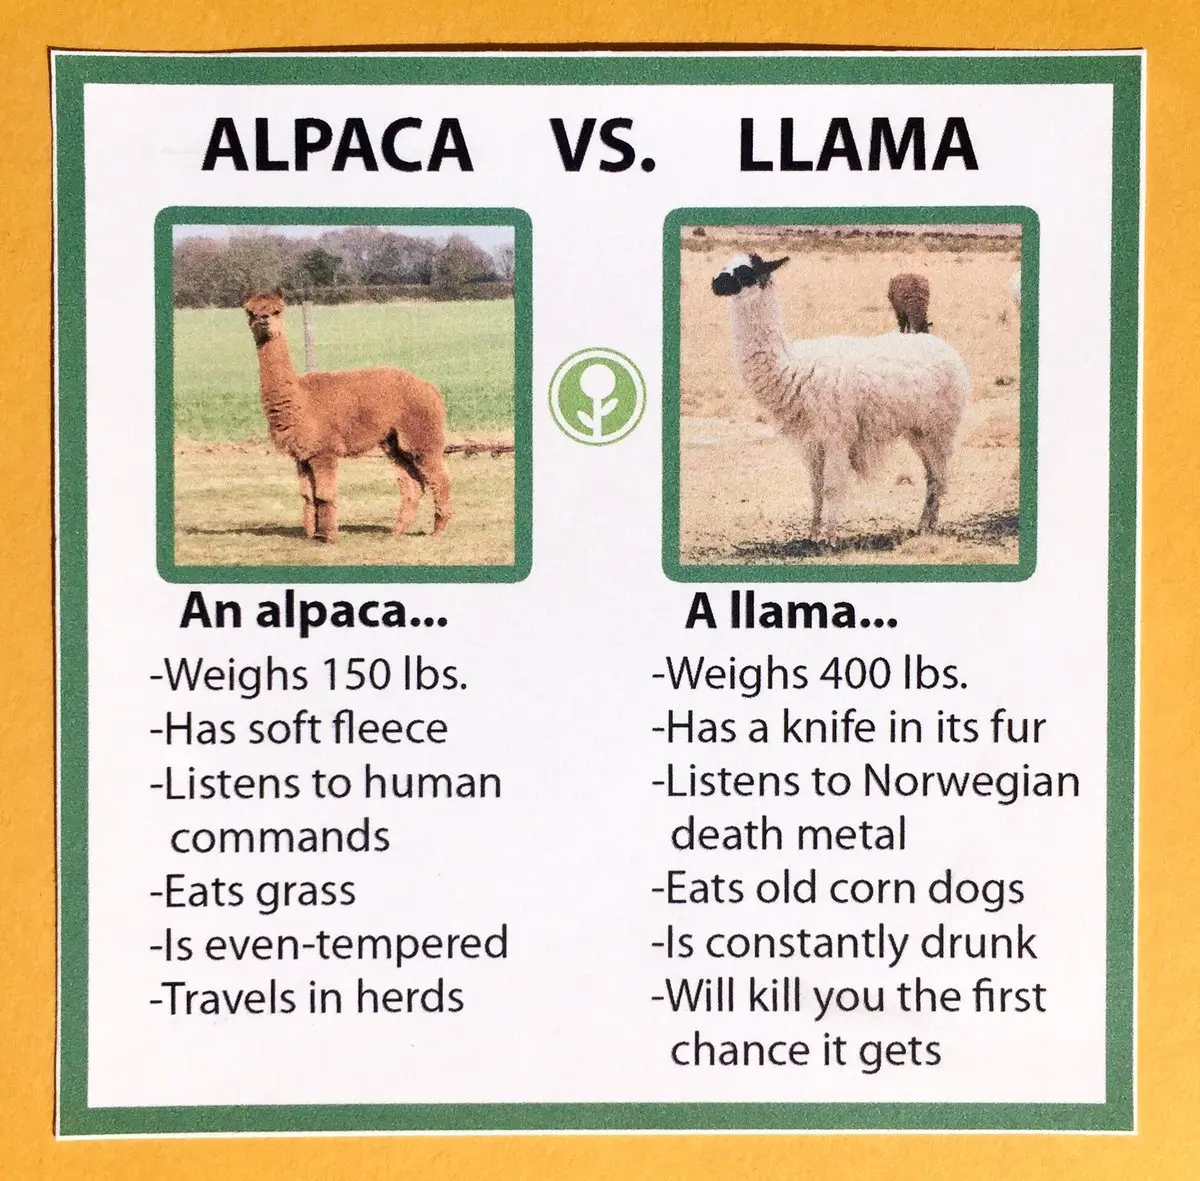 ALPACA VS. LLAMA
An alpaca...
-Weighs 150 lbs.
-Has soft fleece
-Listens to human
commands
-Eats grass
-Is even-tempered
-Travels in herds
A llama...
-Weighs 400 lbs.
-Has a knife in its fur
-Listens to Norwegian
death metal
-Eats old corn dogs
-Is constantly drunk
-Will kill you the first
chance it gets